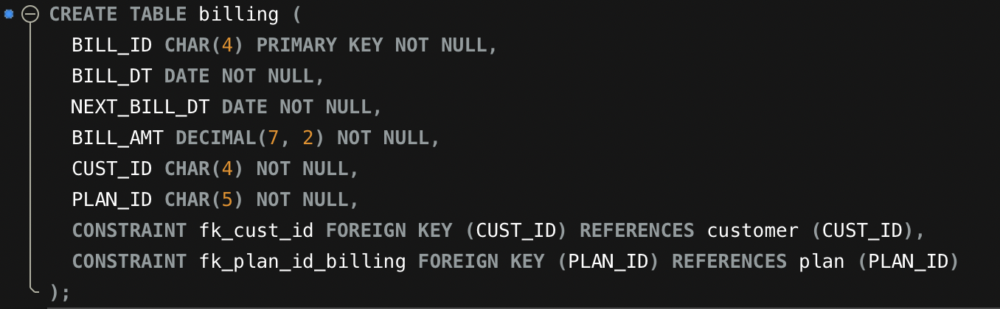 CREATE TABLE billing (
BILL_ID CHAR(4) PRIMARY KEY NOT NULL,
BILL_DT DATE NOT NULL,
NEXT_BILL_DT DATE NOT NULL,
BILL_AMT DECIMAL(7, 2) NOT NULL,
CUST_ID CHAR(4) NOT NULL,
PLAN_ID CHAR(5) NOT NULL,
CONSTRAINT fk_cust_id FOREIGN KEY (CUST_ID) REFERENCES customer (CUST_ID),
CONSTRAINT fk_plan_id_billing FOREIGN KEY (PLAN_ID) REFERENCES plan (PLAN_ID)
);